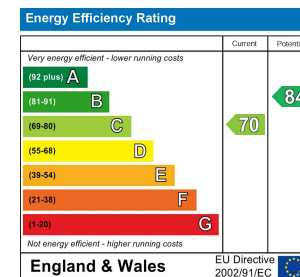 Energy Efficiency Rating
Current
Very energy efficient - lower running costs
(92 plus) A
(81-91) B
84
(69-80) C
70
(55-68) D
(39-54) E
(21-38) F
(1-20) G
Not energy efficient - higher running costs
England & Wales
EU Directive
2002/91/EC